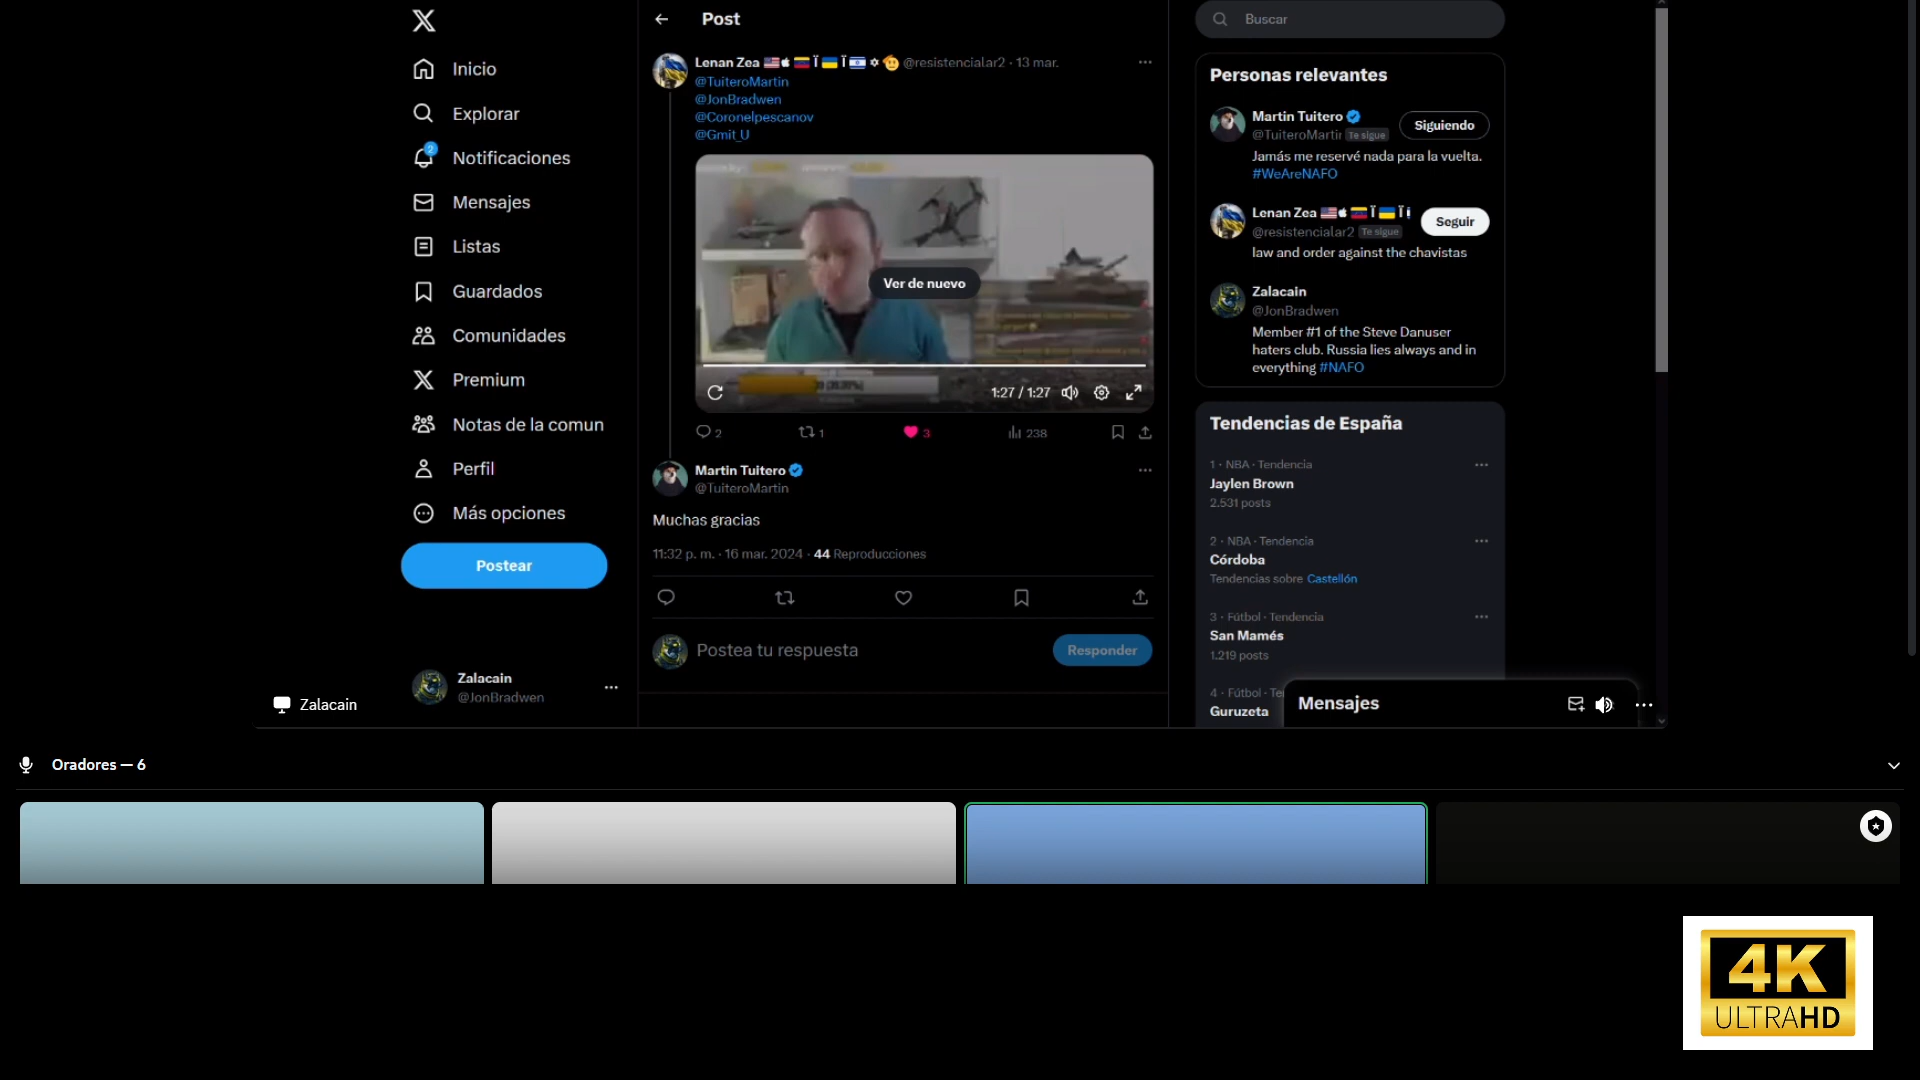 Inicio
Explorar
2
Notificaciones
Mensajes
Listas
Guardados
Comunidades
Premium
Notas de la comun
Perfil
Más opciones
Postear
Zalacain
@JonBradwen
Zalacain
Post
Lenan Zea @resistencialar2 · 13 mar.
@TuiteroMartin
@JonBradwen
@Coronelpescanov
@Gmit_U
Ver de nuevo
1:27 / 1:27
2
1
3
238
Martin Tuitero
@TuiteroMartin
Muchas gracias
11:32 p. m. · 16 mar. 2024 · 44 Reproducciones
Postea tu respuesta
Responder
Buscar
Personas relevantes
Martin Tuitero
@TuiteroMartir Te sigue
Siguiendo
Jamás me reservé nada para la vuelta.
#WeAreNAFO
Lenan Zea
@resistencialar2 Te sigue
Seguir
law and order against the chavistas
Zalacain
@JonBradwen
Member #1 of the Steve Danuser
haters club. Russia lies always and in
everything #NAFO
Tendencias de España
1 · NBA · Tendencia
Jaylen Brown
2.531 posts
2 · NBA · Tendencia
Córdoba
Tendencias sobre Castellón
3 · Fútbol · Tendencia
San Mamés
1.219 posts
4 · Fútbol · Te
Guruzeta
Mensajes
Oradores — 6
4K
ULTRAHD